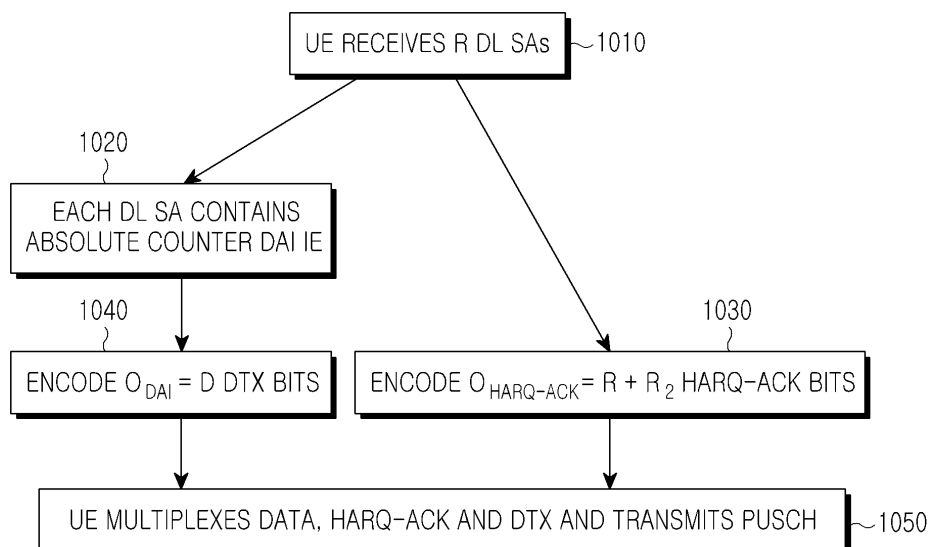 UE RECEIVES R DL SAs
1010
1020
EACH DL SA CONTAINS
ABSOLUTE COUNTER DAI IE
1040
ENCODE O_DAI = D DTX BITS
1030
ENCODE O_HARQ-ACK = R + R_2 HARQ-ACK BITS
UE MULTIPLEXES DATA, HARQ-ACK AND DTX AND TRANSMITS PUSCH
1050